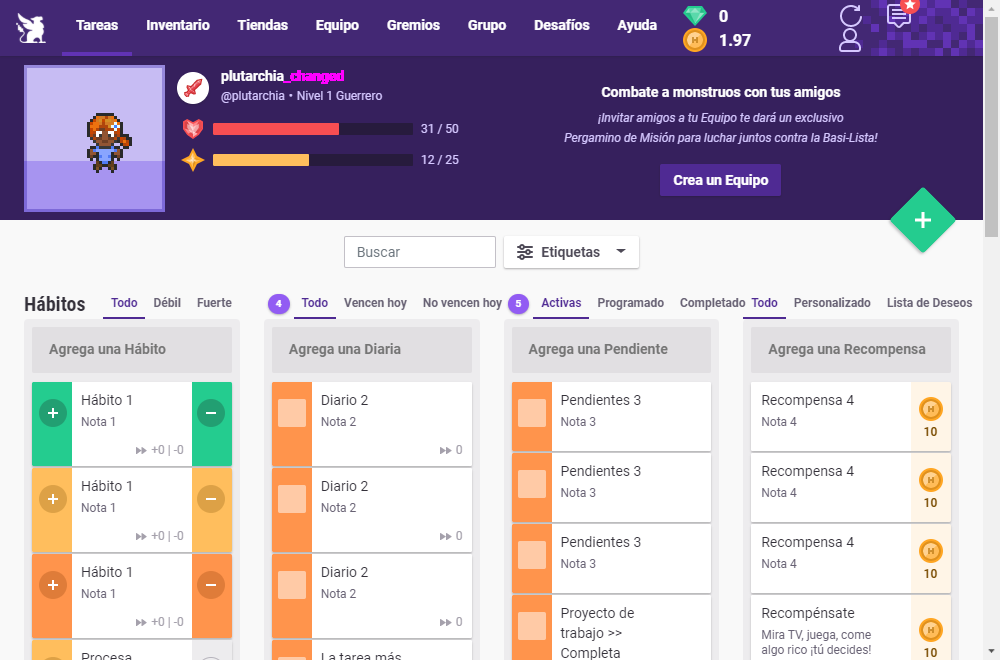 Tareas Inventario Tiendas Equipo Gremios Grupo Desafíos Ayuda
0
1.97
plutarchia_changed
@plutarchia • Nivel 1 Guerrero
31 / 50
12 / 25
Combate a monstruos con tus amigos
¡Invitar amigos a tu Equipo te dará un exclusivo
Pergamino de Misión para luchar juntos contra la Basi-Lista!
Crea un Equipo
Buscar
Etiquetas
Hábitos Todo Débil Fuerte
Agrega una Hábito
Hábito 1
Nota 1
+0 | -0
Hábito 1
Nota 1
+0 | -0
Hábito 1
Nota 1
+0 | -0
Procesa
4 Todo Vencen hoy No vencen hoy
Agrega una Diaria
Diario 2
Nota 2
0
Diario 2
Nota 2
0
Diario 2
Nota 2
0
La tarea más
5 Activas Programado Completado
Agrega una Pendiente
Pendientes 3
Nota 3
Pendientes 3
Nota 3
Pendientes 3
Nota 3
Proyecto de
trabajo >>
Completa
Todo Personalizado Lista de Deseos
Agrega una Recompensa
Recompensa 4
Nota 4
H
10
Recompensa 4
Nota 4
H
10
Recompensa 4
Nota 4
H
10
Recompénsate
Mira TV, juega, come
algo rico ¡tú decides!
H
10